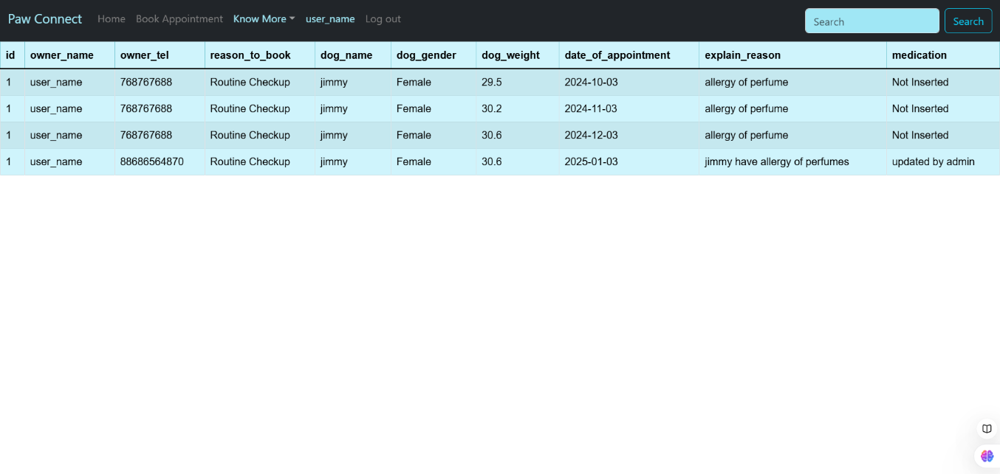 Paw Connect Home Book Appointment Know More user_name Log out Search Search
id owner_name owner_tel reason_to_book dog_name dog_gender dog_weight date_of_appointment explain_reason medication
1 user_name 768767688 Routine Checkup jimmy Female 29.5 2024-10-03 allergy of perfume Not Inserted
1 user_name 768767688 Routine Checkup jimmy Female 30.2 2024-11-03 allergy of perfume Not Inserted
1 user_name 768767688 Routine Checkup jimmy Female 30.6 2024-12-03 allergy of perfume Not Inserted
1 user_name 88686564870 Routine Checkup jimmy Female 30.6 2025-01-03 jimmy have allergy of perfumes updated by admin